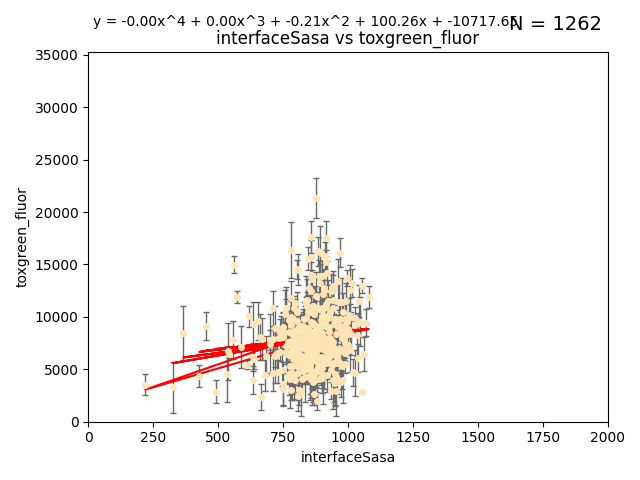 y = -0.00x^4 + 0.00x^3 + -0.21x^2 + 100.26x + -10717.65
N = 1262
interfaceSasa vs toxgreen_fluor
35000
30000
25000
20000
15000
10000
5000
0
toxgreen_fluor
0 250 500 750 1000 1250 1500 1750 2000
interfaceSasa